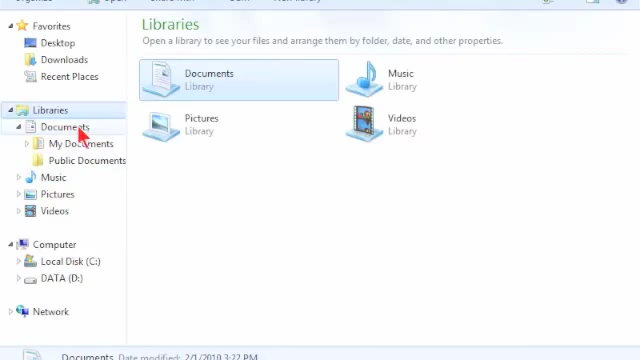 Libraries
Open a library to see your files and arrange them by folder, date, and other properties.
Favorites
Desktop
Downloads
Recent Places
Libraries
Documents
My Documents
Public Documents
Music
Pictures
Videos
Computer
Local Disk (C:)
DATA (D:)
Network
Documents
Library
Music
Library
Pictures
Library
Videos
Library
Documents Date modified: 2/1/2010 3:22 PM